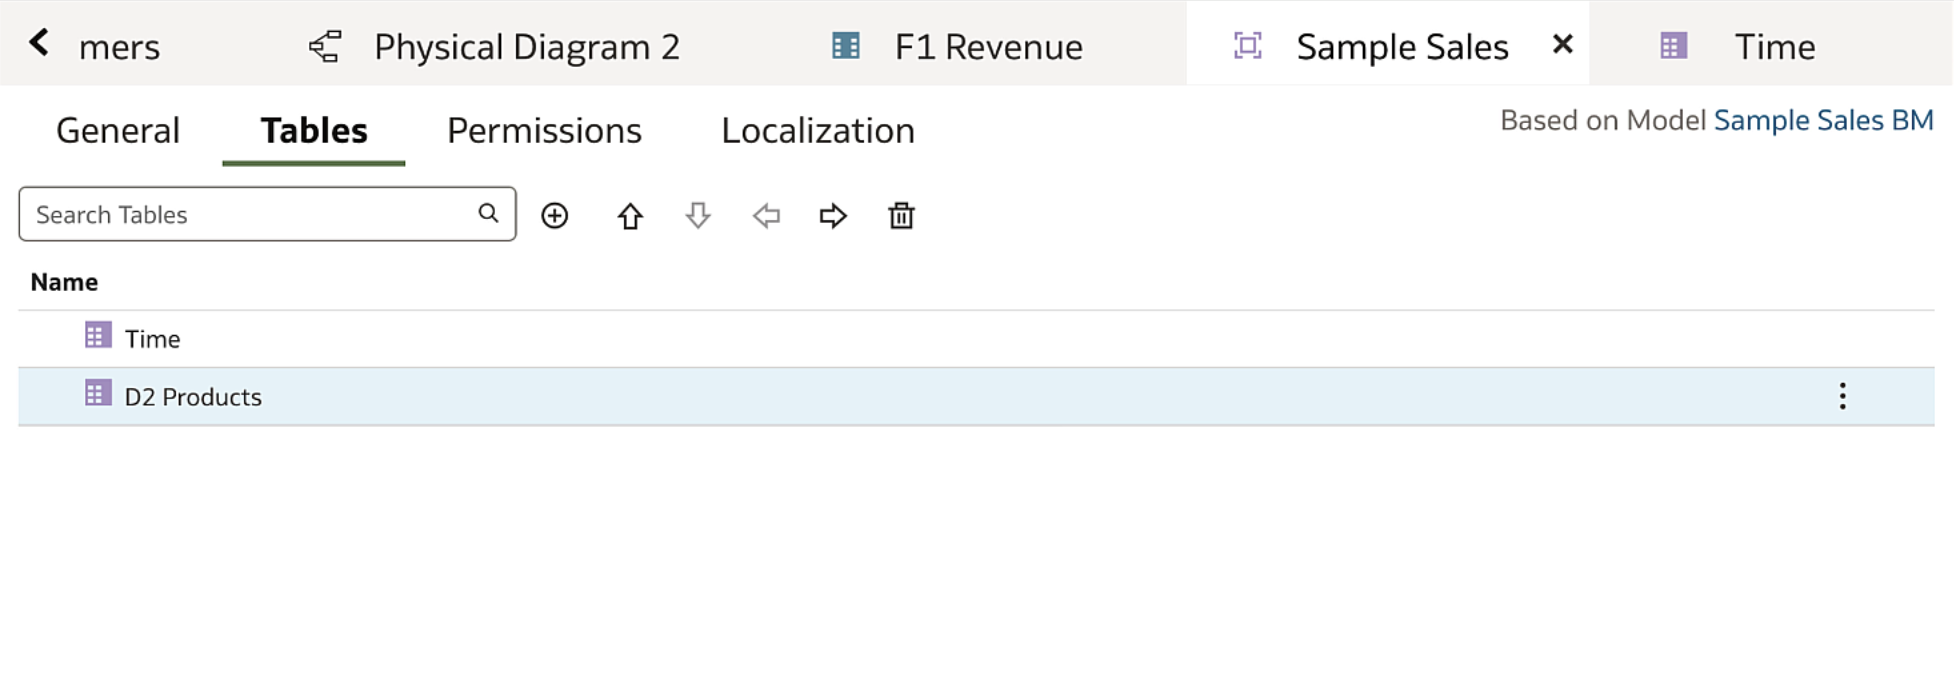 mers Physical Diagram 2 F1 Revenue Sample Sales Time
General Tables Permissions Localization Based on Model Sample Sales BM
Search Tables
Name
Time
D2 Products